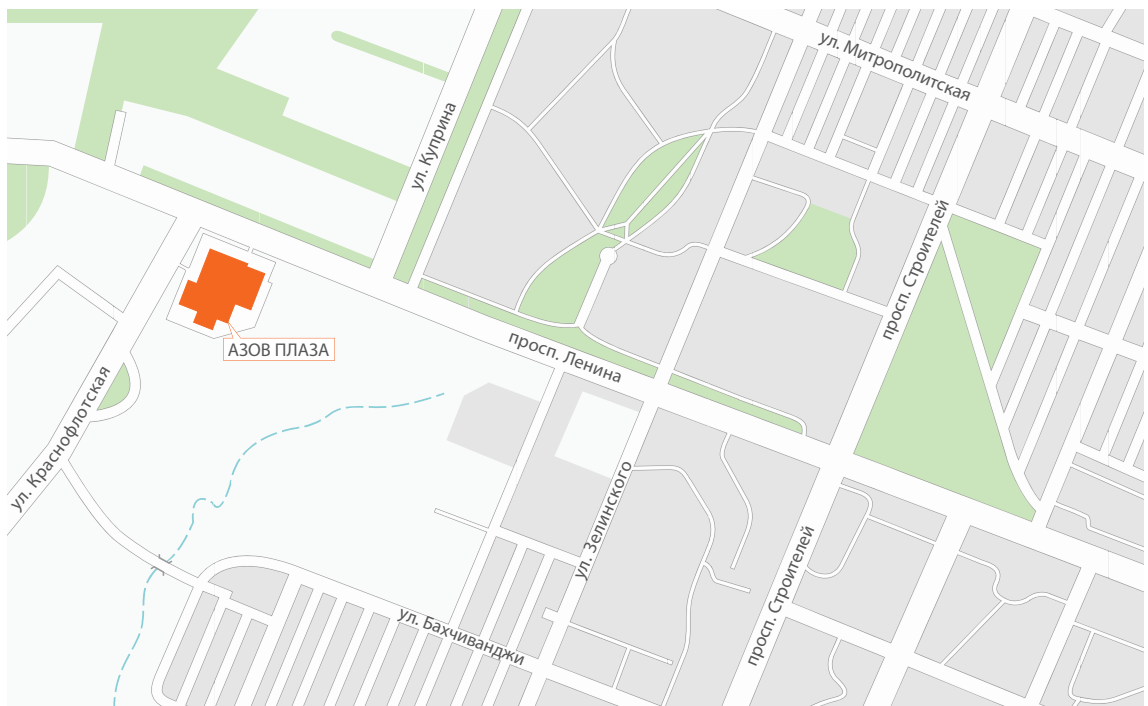 ул. Митрополитская
ул. Куприна
просп. Строителей
АЗОВ ПЛАЗА
просп. Ленина
ул. Краснофлотская
ул. Зелинского
просп. Строителей
ул. Бахчиванджи